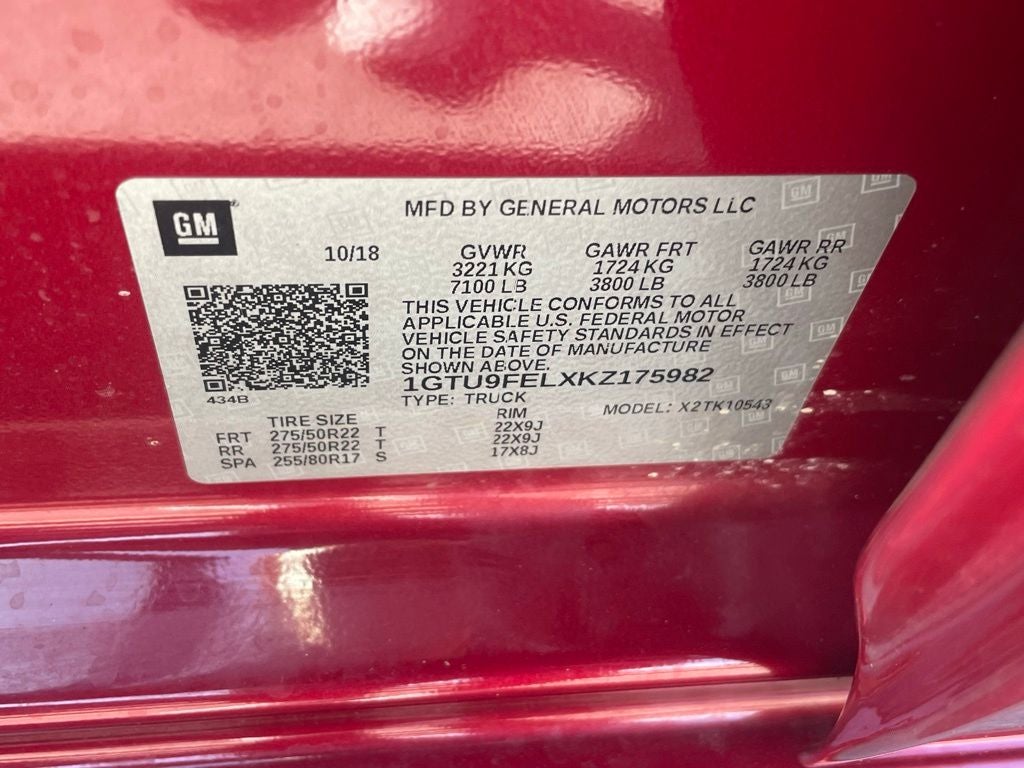 GM
MFD BY GENERAL MOTORS LLC
10/18 GVWR GAWR FRT GAWR RR
3221 KG 1724 KG 1724 KG
7100 LB 3800 LB 3800 LB
THIS VEHICLE CONFORMS TO ALL
APPLICABLE U.S. FEDERAL MOTOR
VEHICLE SAFETY STANDARDS IN EFFECT
ON THE DATE OF MANUFACTURE
SHOWN ABOVE.
1GTU9FELXKZ175982
434B
TYPE: TRUCK MODEL: X2TK10543
TIRE SIZE RIM
FRT 275/50R22 T 22X9J
RR 275/50R22 T 22X9J
SPA 255/80R17 S 17X8J